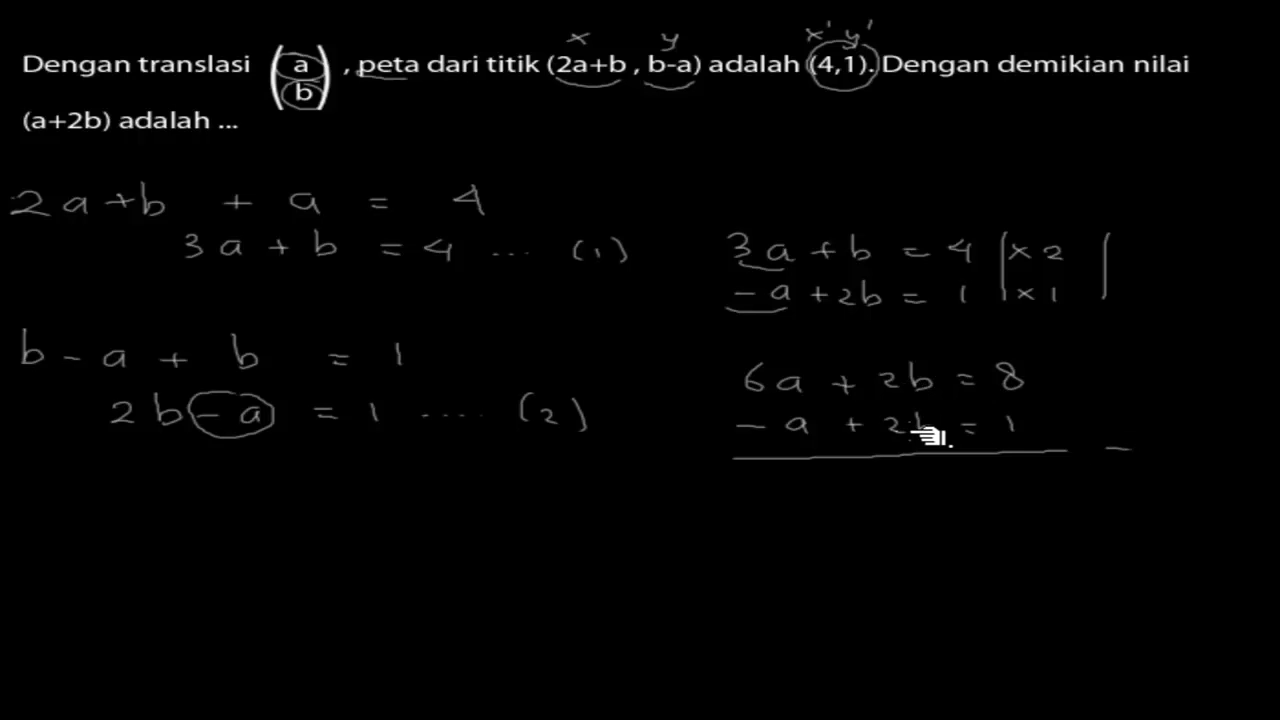 x y x' y'
Dengan translasi (a b) , peta dari titik (2a+b , b-a) adalah (4,1). Dengan demikian nilai
(a+2b) adalah ...
2a+b + a = 4
3a + b = 4 ... (1)
b - a + b = 1
2b - a = 1 .... (2)
3a + b = 4 | x 2 |
-a + 2b = 1 | x 1 |
6a + 2b = 8
- a + 2b = 1 -